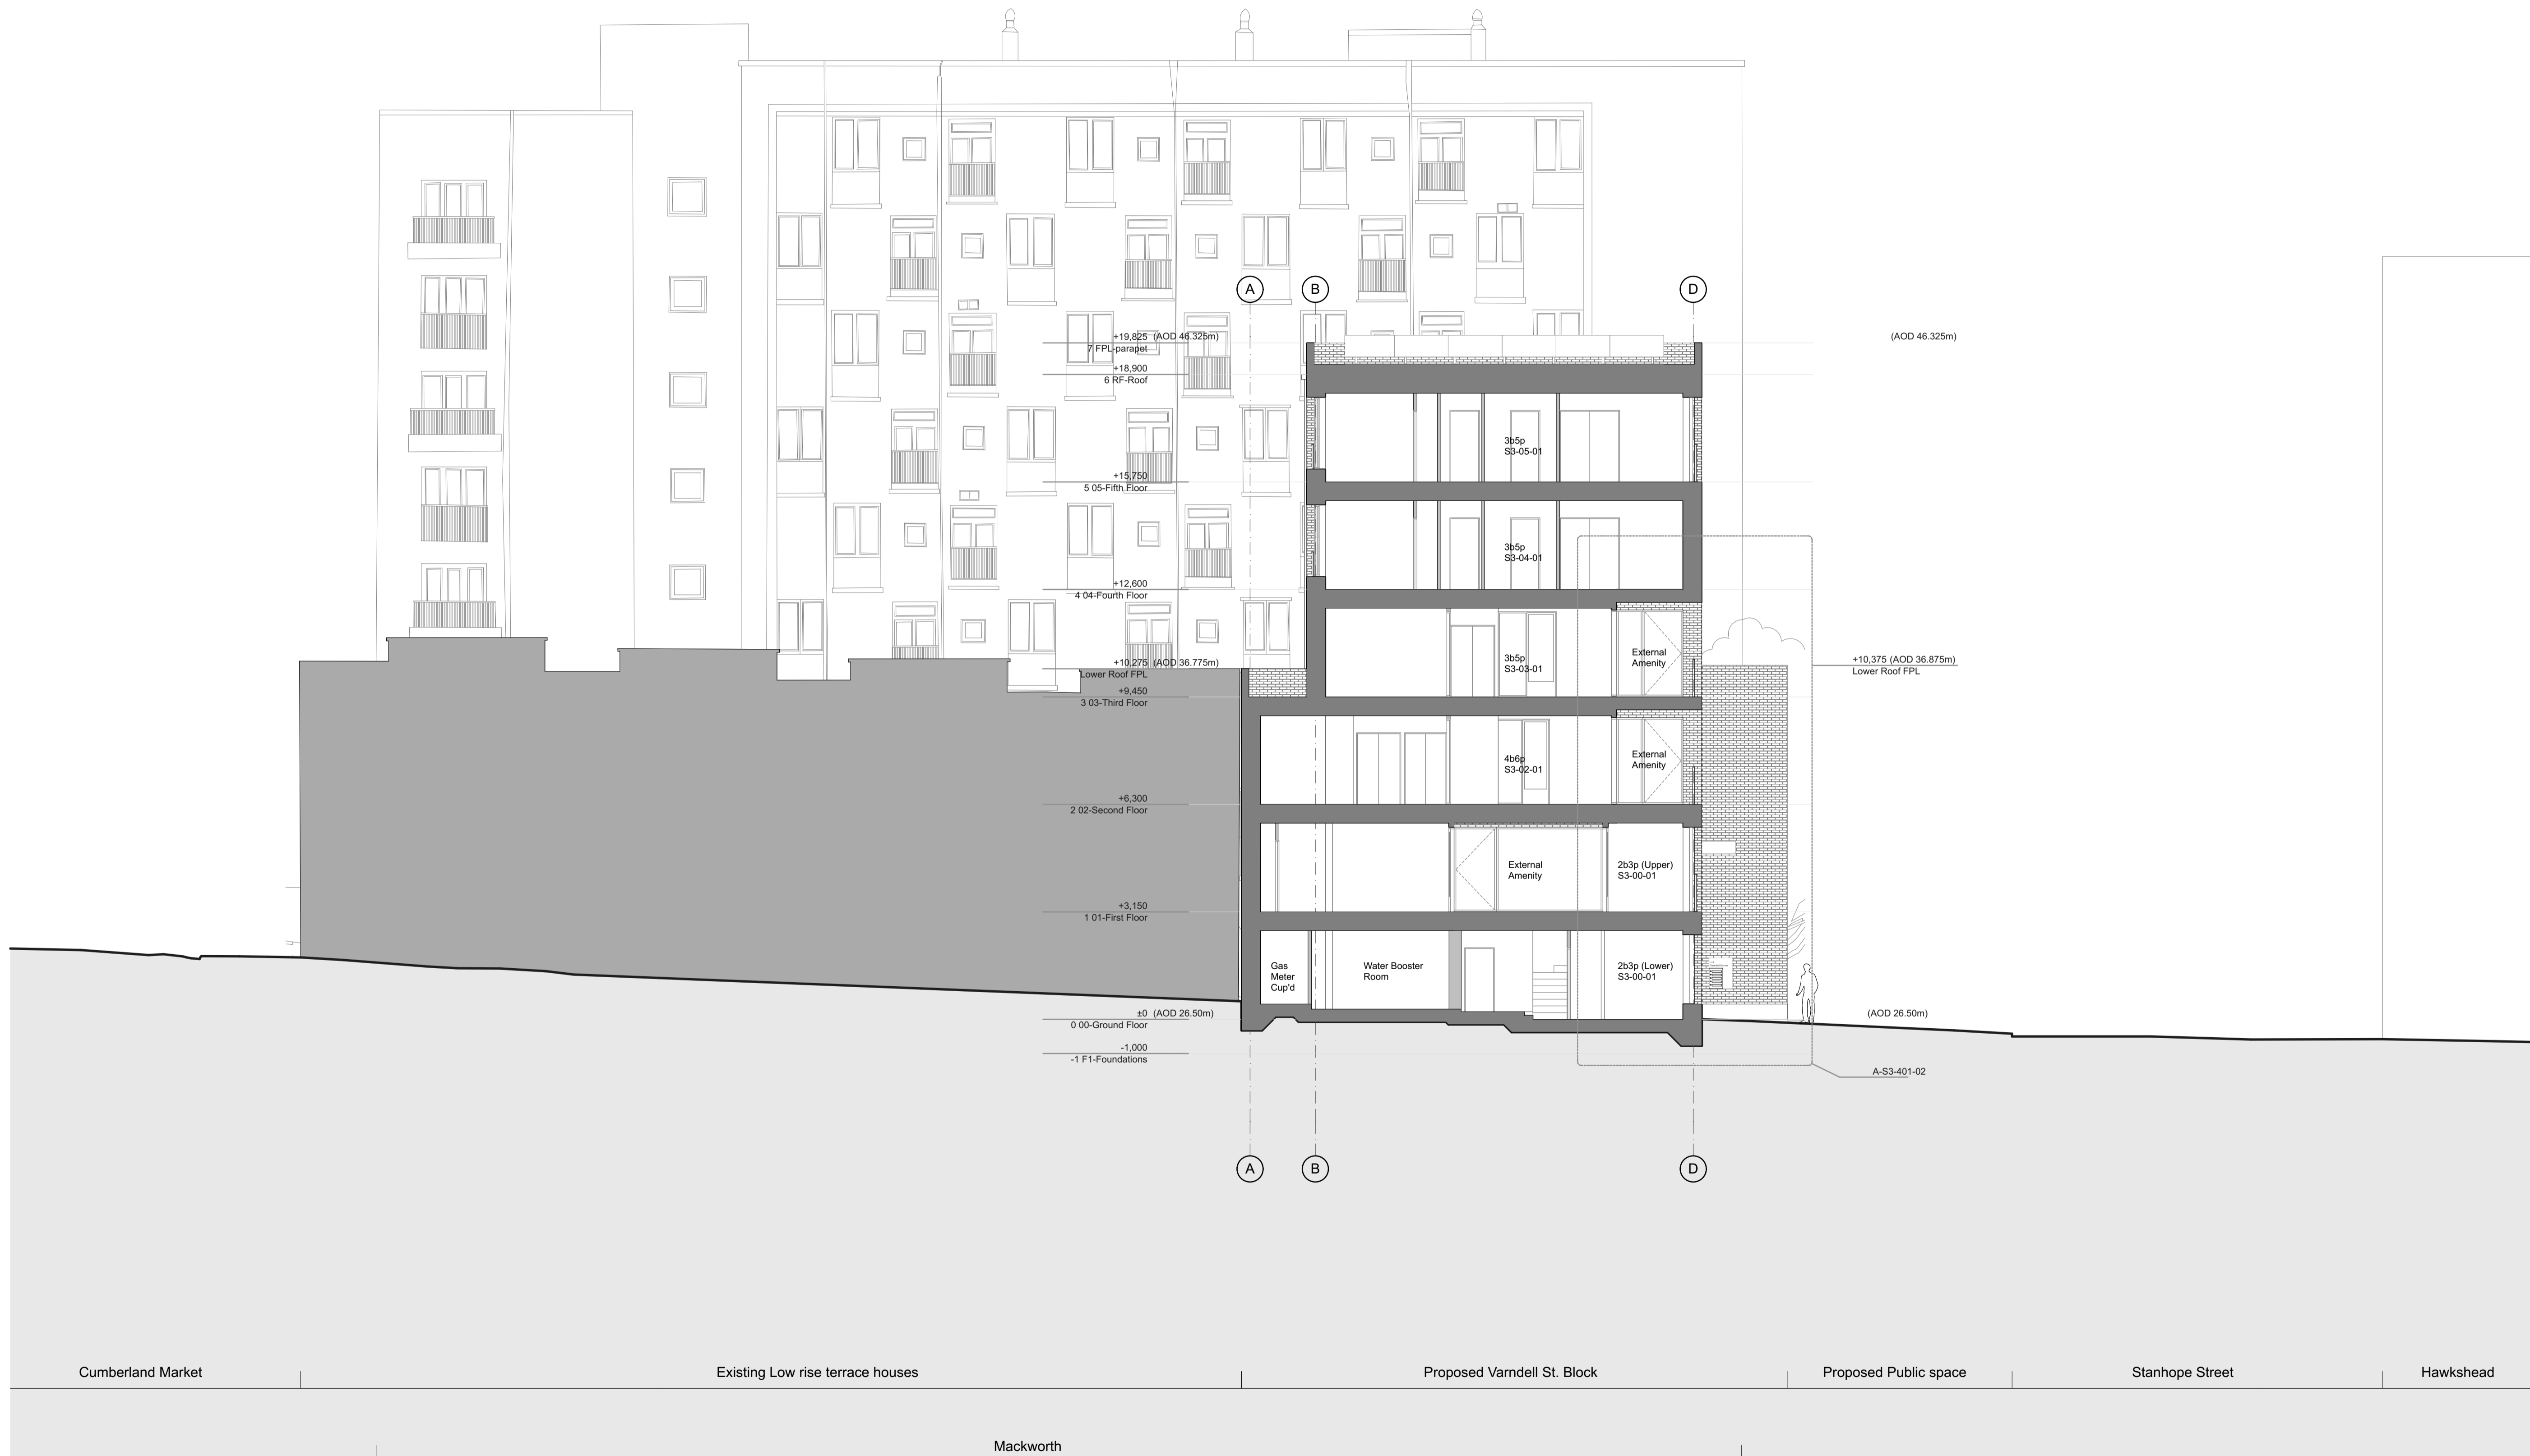 A
B
D
+19,825 (AOD 46.325m)
7 FPL-parapet
(AOD 46.325m)
+18,900
6 RF-Roof
3b5p
S3-05-01
+15,750
5 05-Fifth Floor
3b5p
S3-04-01
+12,600
4 04-Fourth Floor
3b5p
S3-03-01
External
Amenity
+10,275 (AOD 36.775m)
Lower Roof FPL
+10,375 (AOD 36.875m)
Lower Roof FPL
+9,450
3 03-Third Floor
4b6p
S3-02-01
External
Amenity
+6,300
2 02-Second Floor
External
Amenity
2b3p (Upper)
S3-00-01
+3,150
1 01-First Floor
Gas
Meter
Cup'd
Water Booster
Room
2b3p (Lower)
S3-00-01
±0 (AOD 26.50m)
0 00-Ground Floor
(AOD 26.50m)
-1,000
-1 F1-Foundations
A-S3-401-02
A
B
D
Cumberland Market
Existing Low rise terrace houses
Proposed Varndell St. Block
Proposed Public space
Stanhope Street
Hawkshead
Mackworth